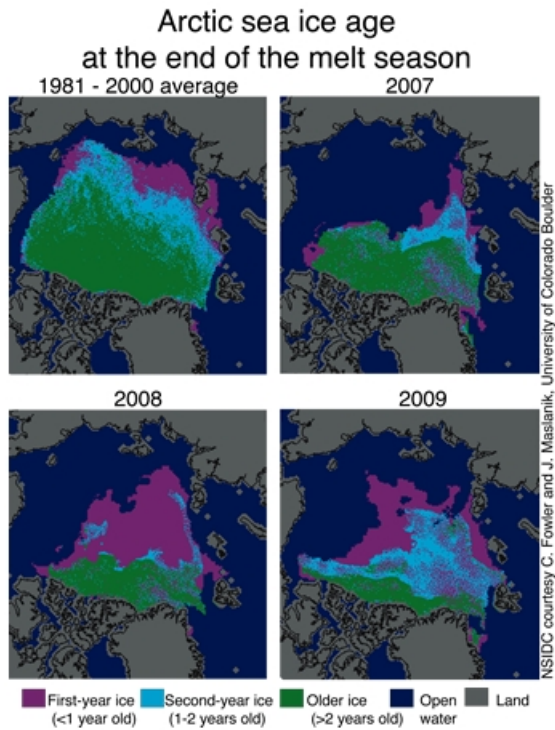 Arctic sea ice age
at the end of the melt season
1981 - 2000 average
2007
2008
2009
NSIDC courtesy C. Fowler and J. Maslanik, University of Colorado Boulder
First-year ice
(<1 year old)
Second-year ice
(1-2 years old)
Older ice
(>2 years old)
Open
water
Land